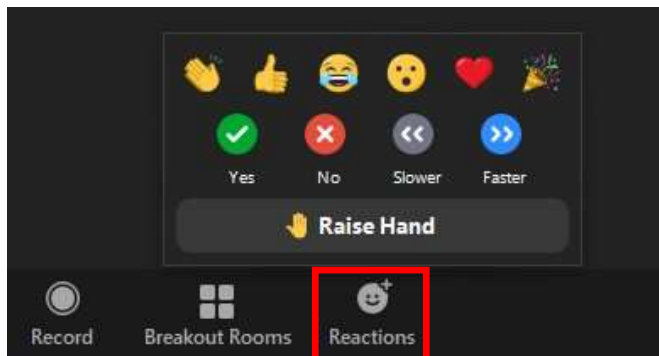 Yes No Slower Faster
Raise Hand
Record Breakout Rooms Reactions